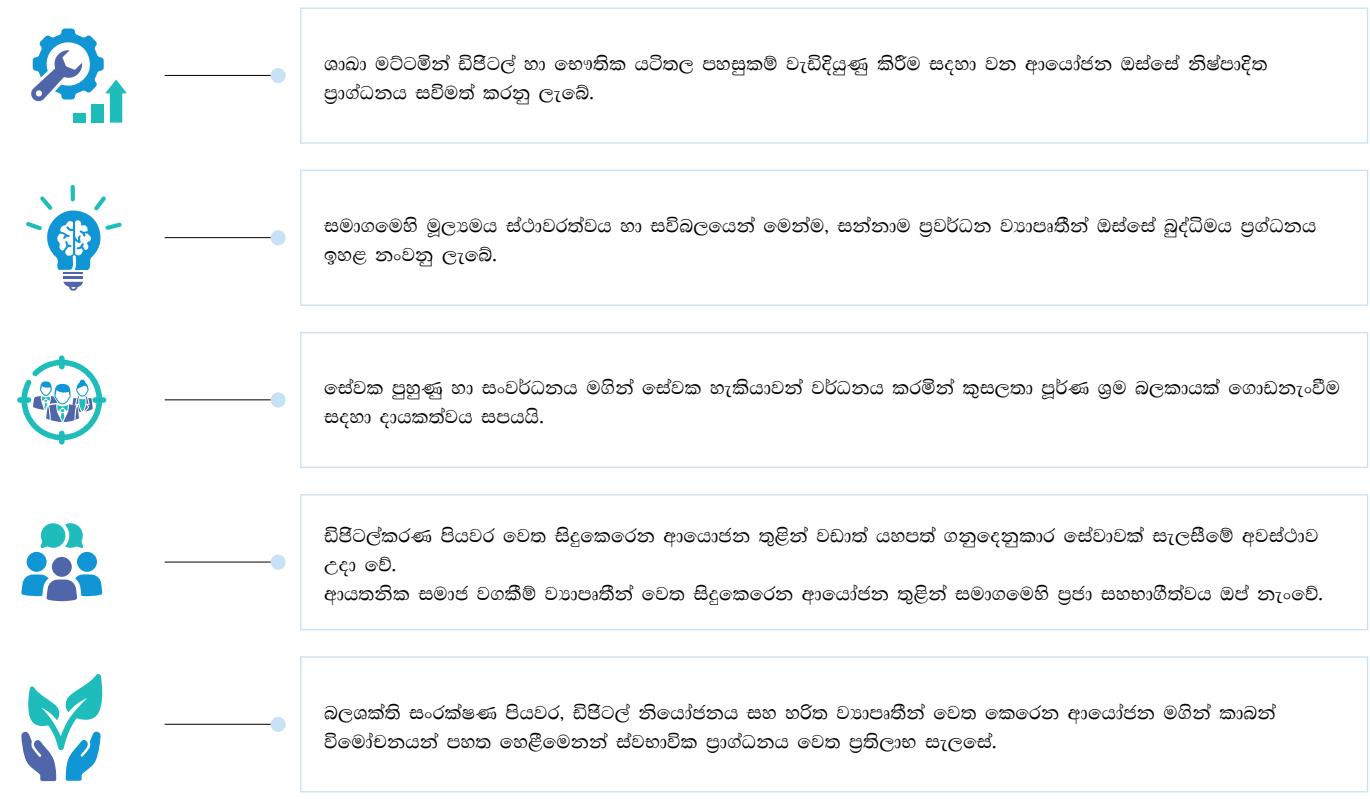 ශාඛා මට්ටමින් ඩිජිටල් හා භෞතික යටිතල පහසුකම් වැඩිදියුණු කිරීම සදහා වන ආයෝජන ඔස්සේ නිෂ්පාදිත
ප්‍රාග්ධනය සවිමත් කරනු ලැබේ.
සමාගමෙහි මූල්‍යමය ස්ථාවරත්වය හා සවිබලයෙන් මෙන්ම, සන්නාම ප්‍රවර්ධන ව්‍යාපෘතීන් ඔස්සේ බුද්ධිමය ප්‍රග්ධනය
ඉහළ නංවනු ලැබේ.
සේවක පුහුණු හා සංවර්ධනය මගින් සේවක හැකියාවන් වර්ධනය කරමින් කුසලතා පූර්ණ ශ්‍රම බලකායක් ගොඩනැංවීම
සදහා දායකත්වය සපයයි.
ඩිජිටල්කරණ පියවර වෙත සිදුකෙරෙන ආයොජන තුළින් වඩාත් යහපත් ගනුදෙනුකාර සේවාවක් සැලසීමේ අවස්ථාව
උදා වේ.
ආයතනික සමාජ වගකීම් ව්‍යාපෘතීන් වෙත සිදුකෙරෙන ආයෝජන තුළින් සමාගමෙහි ප්‍රජා සහභාගීත්වය ඔප් නැංවේ.
බලශක්ති සංරක්ෂණ පියවර, ඩිජිටල් නියෝජනය සහ හරිත ව්‍යාපෘතීන් වෙත කෙරෙන ආයෝජන මගින් කාබන්
විමෝචනයන් පහත හෙළීමෙනන් ස්වභාවික ප්‍රාග්ධනය වෙත ප්‍රතිලාභ සැලසේ.